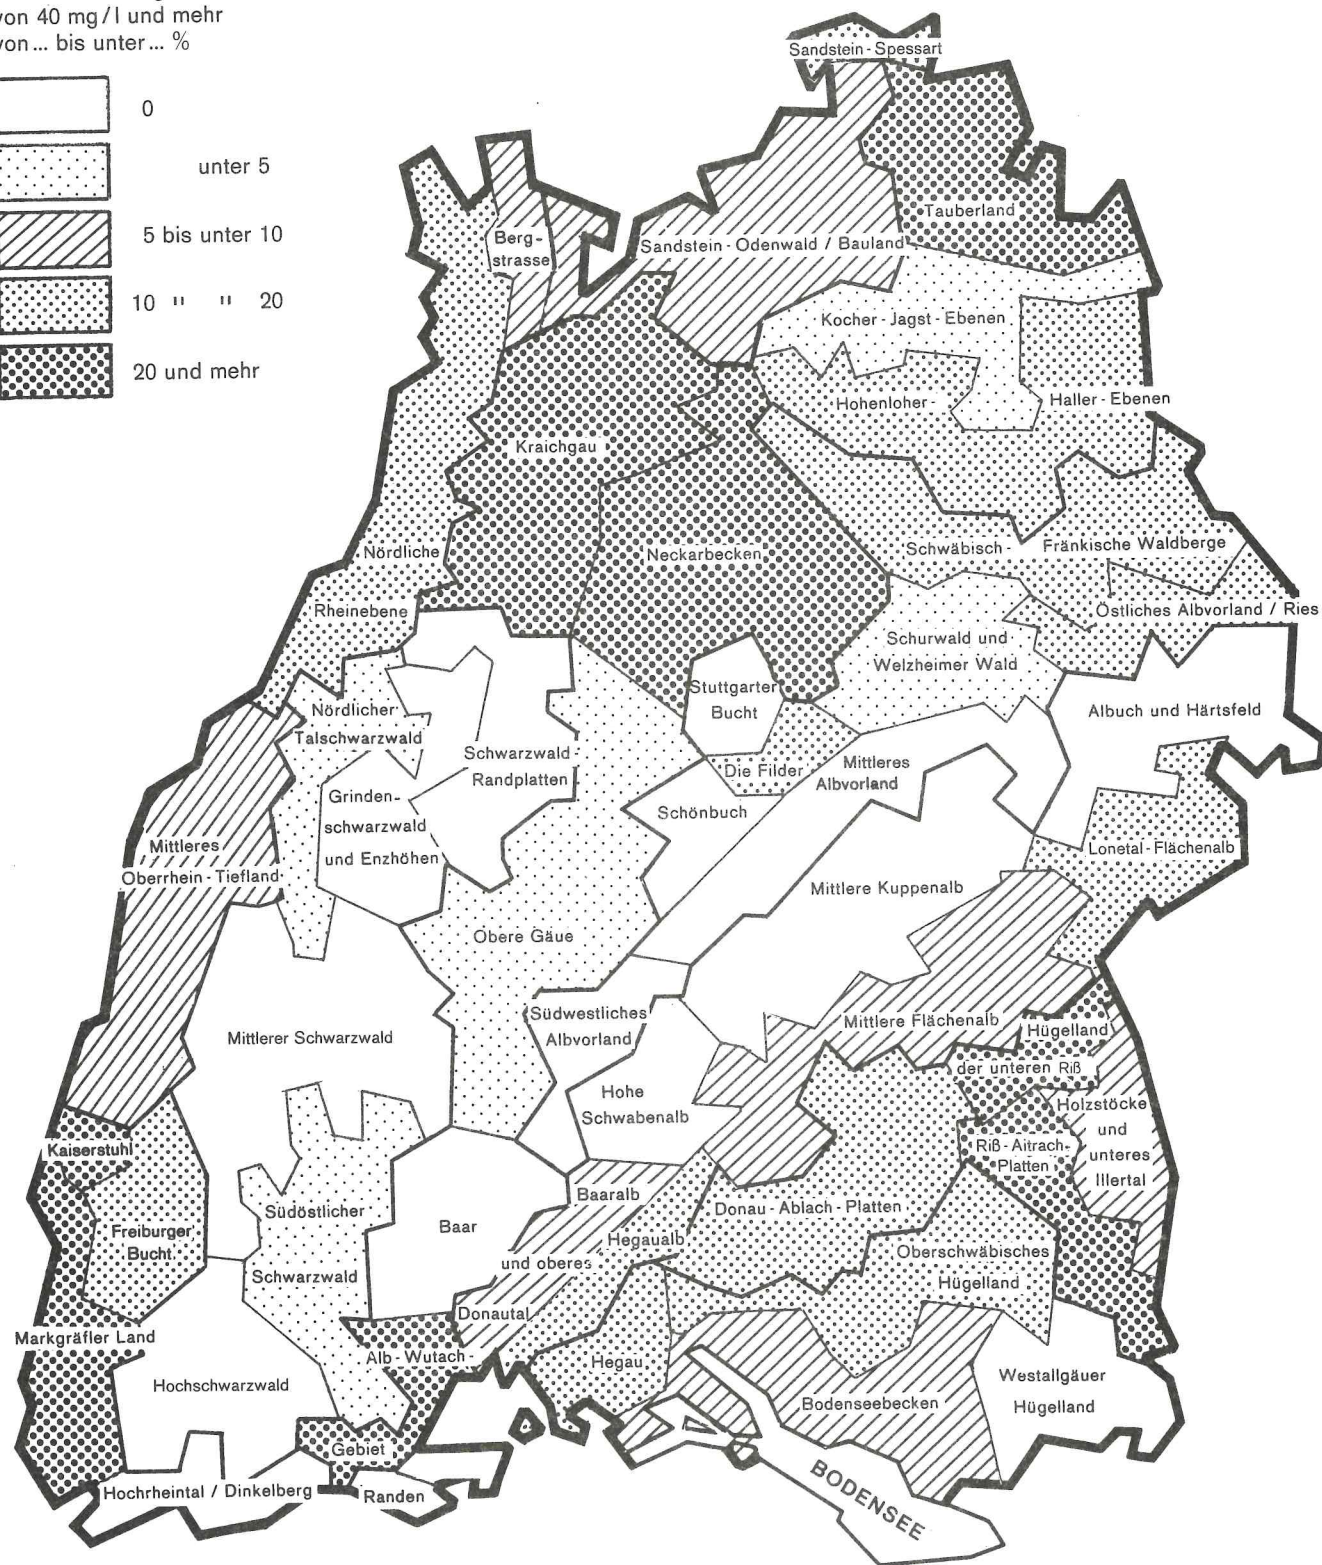 von 40 mg/l und mehr
von ... bis unter ... %
0
unter 5
5 bis unter 10
10 " " 20
20 und mehr
Sandstein - Spessart
Tauberland
Berg-
strasse
Sandstein - Odenwald / Bauland
Kocher - Jagst - Ebenen
Hohenloher -
Haller - Ebenen
Kraichgau
Nördliche
Rheinebene
Neckarbecken
Schwäbisch -
Fränkische Waldberge
Östliches Albvorland / Ries
Schurwald und
Welzheimer Wald
Stuttgarter
Bucht
Albuch und Härtsfeld
Nördlicher
Talschwarzwald
Schwarzwald -
Randplatten
Die Filder
Mittleres
Albvorland
Grinden-
schwarzwald
und Enzhöhen
Schönbuch
Mittleres
Oberrhein - Tiefland
Lonetal - Flächenalb
Mittlere Kuppenalb
Obere Gäue
Mittlerer Schwarzwald
Südwestliches
Albvorland
Mittlere Flächenalb
Hügelland
der unteren Riß
Hohe
Schwabenalb
Holzstöcke
und
unteres
Illertal
Riß - Aitrach-
Platten
Kaiserstuhl
Freiburger
Bucht
Südöstlicher
Schwarzwald
Baar
Baaralb
und oberes
Donautal
Hegaualb
Donau - Ablach - Platten
Oberschwäbisches
Hügelland
Markgräfler Land
Hochschwarzwald
Alb - Wutach -
Gebiet
Hegau
Bodenseebecken
Westallgäuer
Hügelland
Hochrheintal / Dinkelberg
Randen
BODENSEE